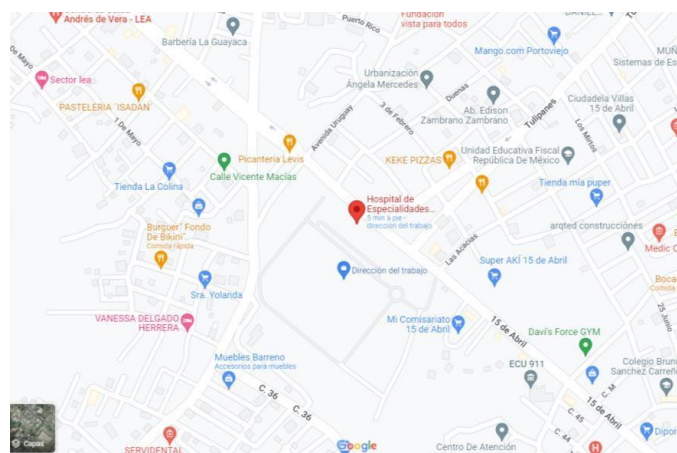 Andrés de Vera - LEA
Fundación
vista para todos
Puerto Rico
Barbería La Guayaca
Mango.com Portoviejo
Sistemas de Es
Sector lea
Urbanización
Ángela Mercedes
PASTELERIA ¨ISADAN¨
Duenas
3 de Febrero
Ab. Edison
Zambrano Zambrano
Tulipanes
Ciudadela Villas
15 de Abril
Los Mirtos
1 De Mayo
Avenida Uruguay
Picanteria Levis
KEKE PIZZAS
Unidad Educativa Fiscal
República De México
Calle Vicente Macías
Tienda La Colina
Tienda mía puper
Hospital de
Especialidades...
5 min a pie -
dirección del trabajo
Burguer" Fondo
De Bikini".
Comida rápida
arqted construcciónes
Medic
Las Acacias
Dirección del trabajo
Super AKÍ 15 de Abril
Sra. Yolanda
Boca
Comida
25 Junio
VANESSA DELGADO
HERRERA
Mi Comisariato
15 de Abril
15 de Abril
Davi's Force GYM
Muebles Barreno
Accesorios para muebles
ECU 911
Colegio Brun
Sanchez Carreño
C. 36
C. 36
C. M
15 de Abril
C. 45
C. 44
Capas
SERVIDENTAL
Google
Centro De Atención
H
Dipor